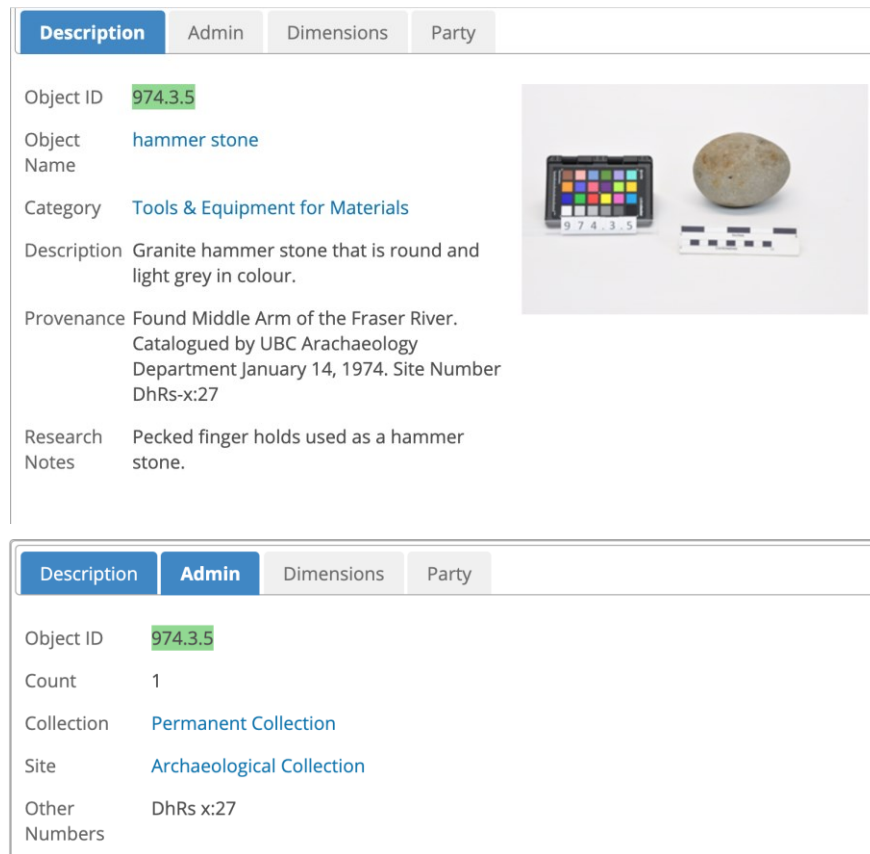 Description Admin Dimensions Party
Object ID 974.3.5
Object
Name hammer stone
Category Tools & Equipment for Materials
Description Granite hammer stone that is round and
light grey in colour.
Provenance Found Middle Arm of the Fraser River.
Catalogued by UBC Arachaeology
Department January 14, 1974. Site Number
DhRs-x:27
Research Pecked finger holds used as a hammer
Notes stone.
9 7 4 . 3 . 5
Description Admin Dimensions Party
Object ID 974.3.5
Count 1
Collection Permanent Collection
Site Archaeological Collection
Other DhRs x:27
Numbers